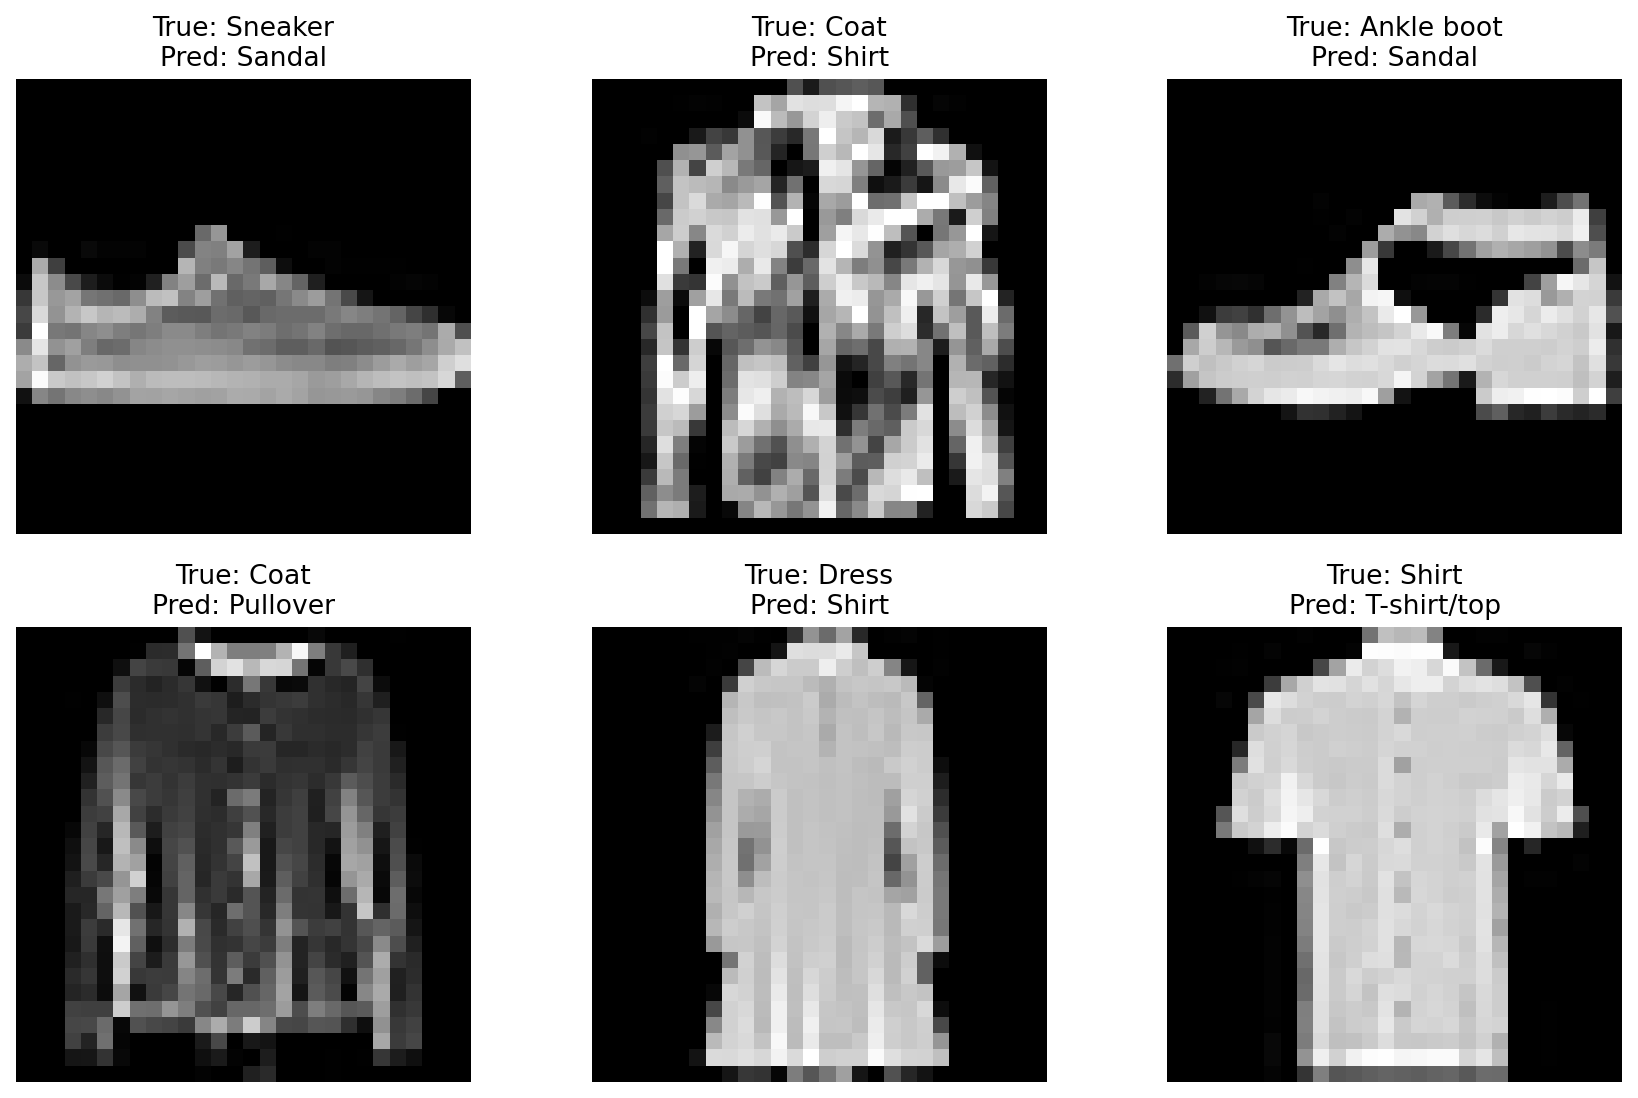 True: Sneaker
Pred: Sandal
True: Coat
Pred: Shirt
True: Ankle boot
Pred: Sandal
True: Coat
Pred: Pullover
True: Dress
Pred: Shirt
True: Shirt
Pred: T-shirt/top